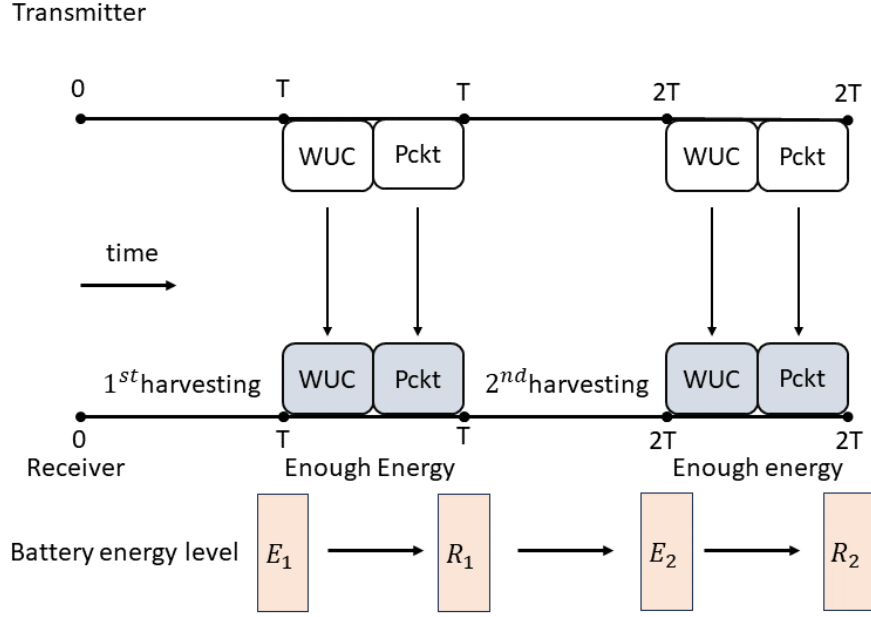 Transmitter
0 T T 2T 2T
WUC Pckt WUC Pckt
time
1st harvesting WUC Pckt 2nd harvesting WUC Pckt
0 T T 2T 2T
Receiver Enough Energy Enough energy
Battery energy level E1 R1 E2 R2